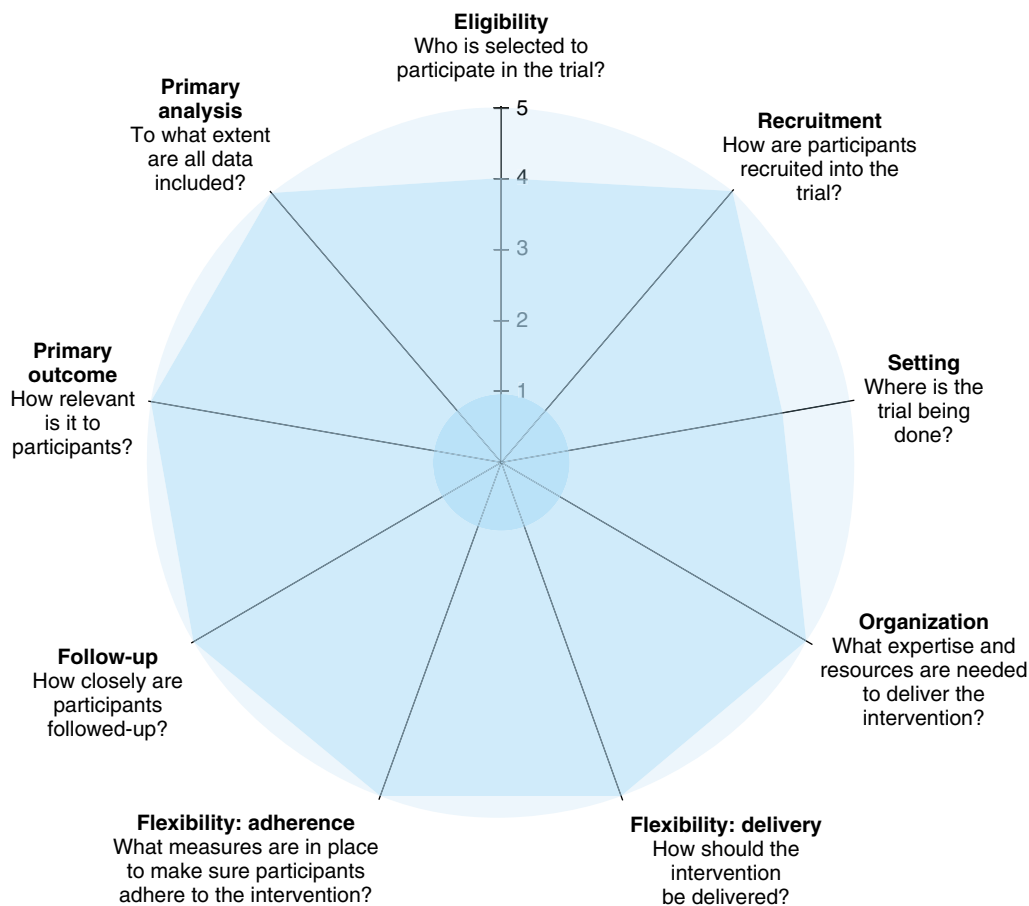 Eligibility
Who is selected to
participate in the trial?
Primary
analysis
To what extent
are all data
included?
5
4
3
2
1
Recruitment
How are participants
recruited into the
trial?
Setting
Where is the
trial being
done?
Organization
What expertise and
resources are needed
to deliver the
intervention?
Flexibility: delivery
How should the
intervention
be delivered?
Flexibility: adherence
What measures are in place
to make sure participants
adhere to the intervention?
Follow-up
How closely are
participants
followed-up?
Primary
outcome
How relevant
is it to
participants?